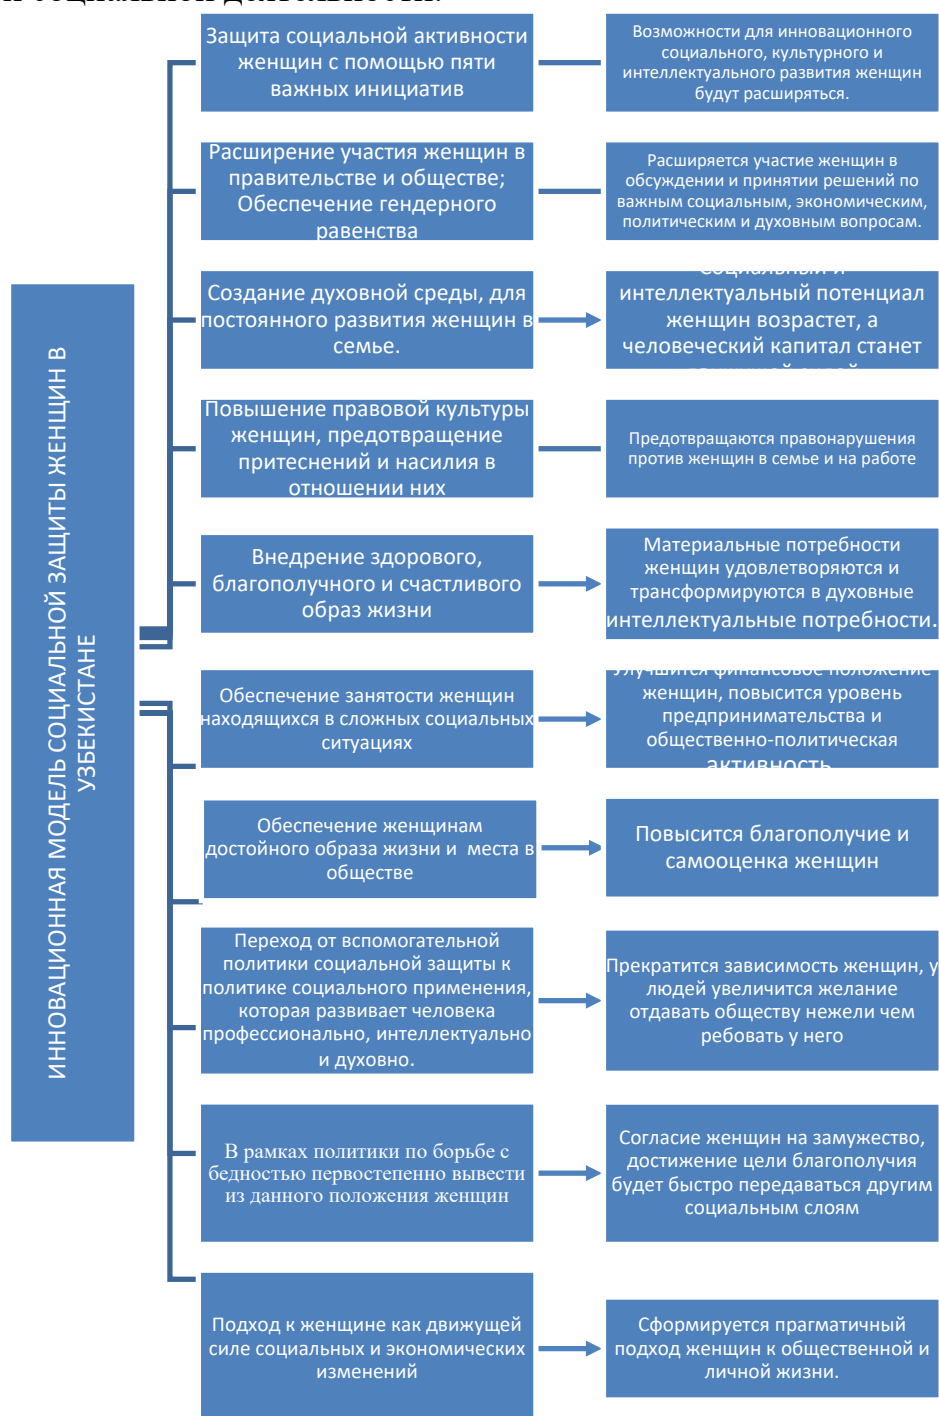 и социальной деятельности.
ИННОВАЦИОННАЯ МОДЕЛЬ СОЦИАЛЬНОЙ ЗАЩИТЫ ЖЕНЩИН В
УЗБЕКИСТАНЕ
Защита социальной активности
женщин с помощью пяти
важных инициатив
Возможности для инновационного
социального, культурного и
интеллектуального развития женщин
будут расширяться.
Расширение участия женщин в
правительстве и обществе;
Обеспечение гендерного
равенства
Расширяется участие женщин в
обсуждении и принятии решений по
важным социальным, экономическим,
политическим и духовным вопросам.
Создание духовной среды, для
постоянного развития женщин в
семье.
Социальный и
интеллектуальный потенциал
женщин возрастет, а
человеческий капитал станет
Повышение правовой культуры
женщин, предотвращение
притеснений и насилия в
отношении них
Предотвращаются правонарушения
против женщин в семье и на работе
Внедрение здорового,
благополучного и счастливого
образ жизни
Материальные потребности
женщин удовлетворяются и
трансформируются в духовные
интеллектуальные потребности.
Обеспечение занятости женщин
находящихся в сложных социальных
ситуациях
Улучшится финансовое положение
женщин, повысится уровень
предпринимательства и
общественно-политическая
активность
Обеспечение женщинам
достойного образа жизни и места в
обществе
Повысится благополучие и
самооценка женщин
Переход от вспомогательной
политики социальной защиты к
политике социального применения,
которая развивает человека
профессионально, интеллектуально
и духовно.
Прекратится зависимость женщин, у
людей увеличится желание
отдавать обществу нежели чем
ребовать у него
В рамках политики по борьбе с
бедностью первостепенно вывести
из данного положения женщин
Согласие женщин на замужество,
достижение цели благополучия
будет быстро передаваться другим
социальным слоям
Подход к женщине как движущей
силе социальных и экономических
изменений
Сформируется прагматичный
подход женщин к общественной и
личной жизни.